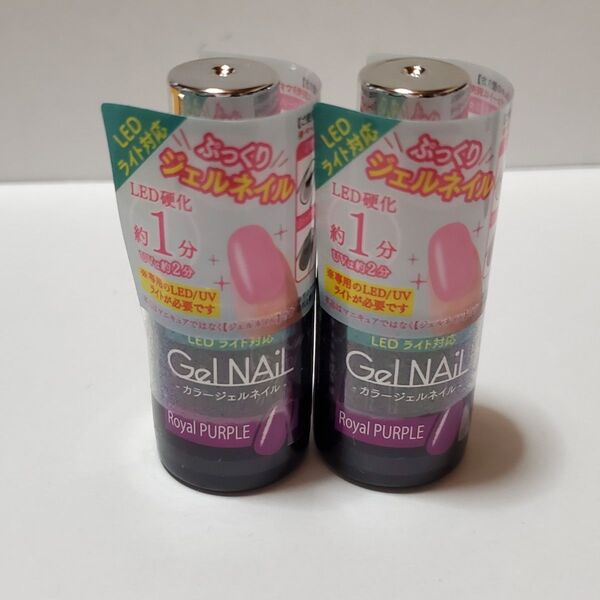 LED
ライト対応
ぷっくり
ジェルネイル
LED硬化
約1分
UVは約2分
※専用のLED/UV
ライトが必要です
LED ライト対応
Gel NAiL
- カラージェルネイル -
Royal PURPLE
LED
ライト対応
ぷっくり
ジェルネイル
LED硬化
約1分
UVは約2分
※専用のLED/UV
ライトが必要です
LED ライト対応
Gel NAiL
- カラージェルネイル -
Royal PURPLE